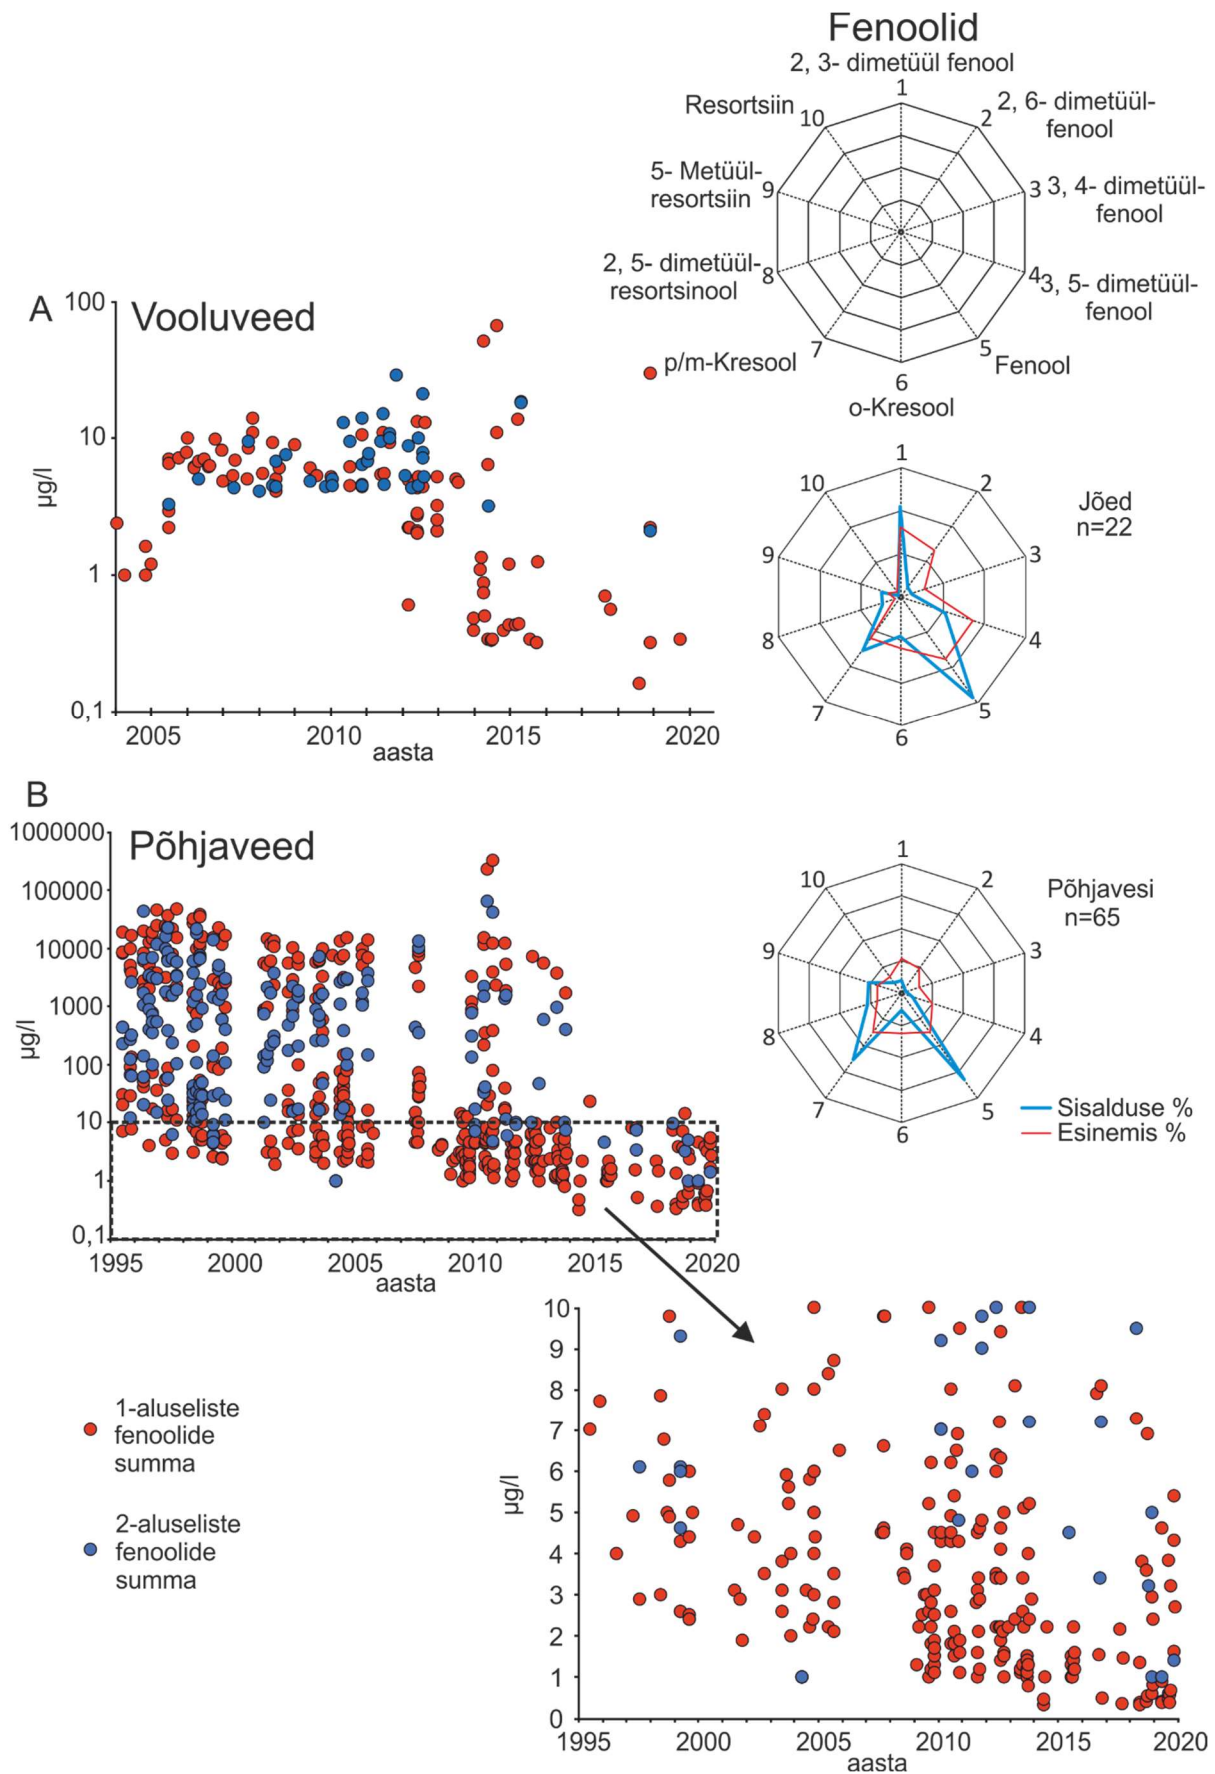 Fenoolid
2, 3- dimetüül fenool
1
Resortsiin 10
2 2, 6- dimetüül-
fenool
5- Metüül-
resortsiin 9
3 3, 4- dimetüül-
fenool
2, 5- dimetüül-
resortsinool 8
4 3, 5- dimetüül-
fenool
7
p/m-Kresool
5 Fenool
6
o-Kresool
A
Vooluveed
100
10
1
0,1
µg/l
2005 2010 2015 2020
aasta
1
10 2
Jõed
n=22
9 3
8 4
7 5
6
B
Põhjaveed
1000000
100000
10000
1000
100
10
1
0,1
µg/l
1995 2000 2005 2010 2015 2020
aasta
1
10 2
Põhjavesi
n=65
9 3
8 4
7 5
6
Sisalduse %
Esinemis %
1-aluseliste
fenoolide
summa
2-aluseliste
fenoolide
summa
10
9
8
7
6
5
4
3
2
1
0
µg/l
1995 2000 2005 2010 2015 2020
aasta